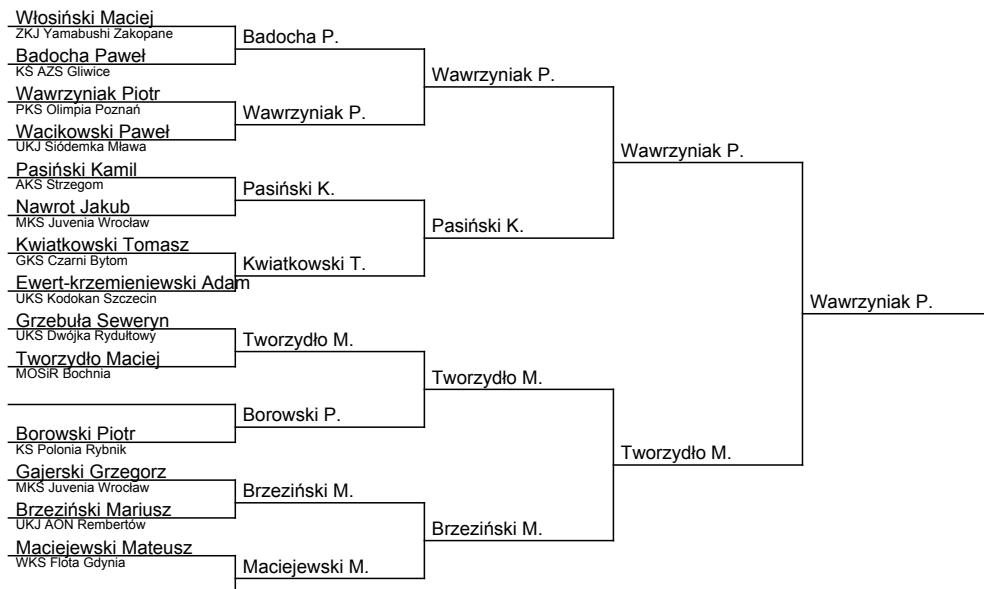 Włosiński Maciej
ZKJ Yamabushi Zakopane
Badocha P.
Badocha Paweł
KŚ AZS Gliwice
Wawrzyniak P.
Wawrzyniak Piotr
PKS Olimpia Poznań
Wawrzyniak P.
Wacikowski Paweł
UKJ Siódemka Mława
Wawrzyniak P.
Pasiński Kamil
AKS Strzegom
Pasiński K.
Nawrot Jakub
MKS Juvenia Wrocław
Pasiński K.
Kwiatkowski Tomasz
GKS Czarni Bytom
Kwiatkowski T.
Ewert-krzemieniewski Adam
UKS Kodokan Szczecin
Wawrzyniak P.
Grzebuła Seweryn
UKS Dwójka Rydułtowy
Tworzydło M.
Tworzydło Maciej
MOSiR Bochnia
Tworzydło M.
Borowski P.
Borowski Piotr
KS Polonia Rybnik
Tworzydło M.
Gajerski Grzegorz
MKS Juvenia Wrocław
Brzeziński M.
Brzeziński Mariusz
UKJ AON Rembertów
Brzeziński M.
Maciejewski Mateusz
WKS Flota Gdynia
Maciejewski M.